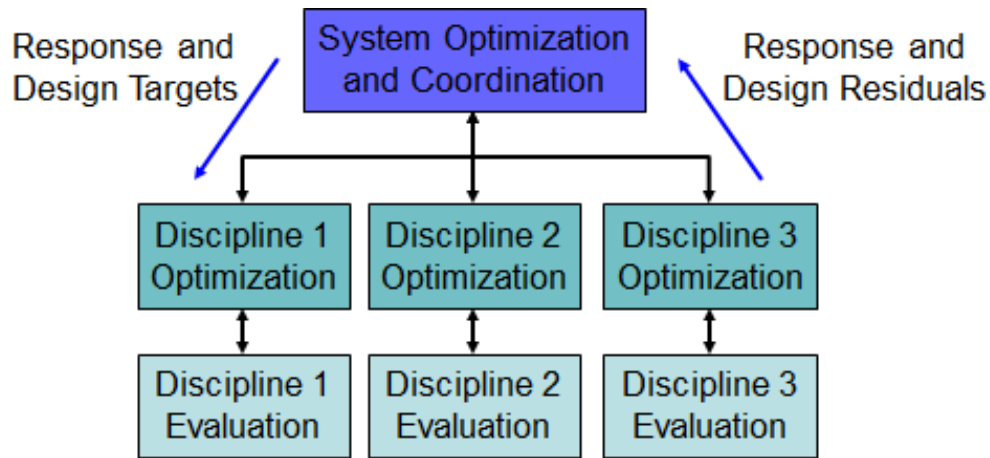 Response and
Design Targets
System Optimization
and Coordination
Response and
Design Residuals
Discipline 1
Optimization
Discipline 2
Optimization
Discipline 3
Optimization
Discipline 1
Evaluation
Discipline 2
Evaluation
Discipline 3
Evaluation